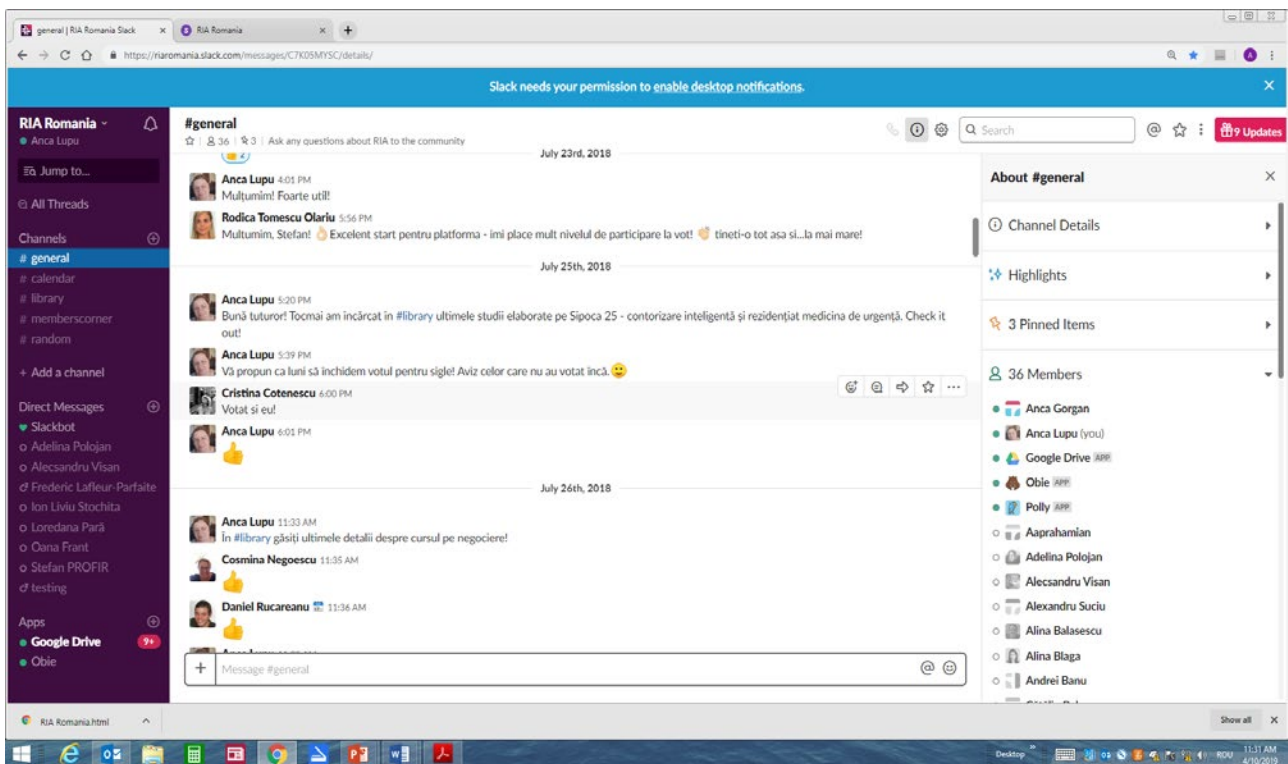 general | RIA Romania Slack
RIA Romania
https://riaromania.slack.com/messages/C7K05MYSC/details/
Slack needs your permission to enable desktop notifications.
RIA Romania
Anca Lupu
Jump to...
All Threads
Channels
# general
# calendar
# library
# memberscorner
# random
+ Add a channel
Direct Messages
Slackbot
Adelina Polojan
Alecsandru Visan
Frederic Lafleur-Parfaite
Ion Liviu Stochita
Loredana Pară
Oana Frant
Stefan PROFIR
testing
Apps
Google Drive 9+
Obie
#general
36 | 3 | Ask any questions about RIA to the community
Search
9 Updates
2
July 23rd, 2018
Anca Lupu 4:01 PM
Mulțumim! Foarte util!
Rodica Tomescu Olariu 5:56 PM
Multumim, Stefan! Excelent start pentru platforma - imi place mult nivelul de participare la vot! tineti-o tot asa si...la mai mare!
July 25th, 2018
Anca Lupu 5:20 PM
Bună tuturor! Tocmai am încărcat in #library ultimele studii elaborate pe Sipoca 25 - contorizare inteligentă și rezidențiat medicina de urgență. Check it
out!
Anca Lupu 5:39 PM
Vă propun ca luni să inchidem votul pentru sigle! Aviz celor care nu au votat incă.
Cristina Cotenescu 6:00 PM
Votat si eu!
Anca Lupu 6:01 PM
July 26th, 2018
Anca Lupu 11:33 AM
În #library găsiți ultimele detalii despre cursul pe negociere!
Cosmina Negoescu 11:35 AM
Daniel Rucareanu 11:36 AM
Message #general
About #general
Channel Details
Highlights
3 Pinned Items
36 Members
Anca Gorgan
Anca Lupu (you)
Google Drive APP
Obie APP
Polly APP
Aaprahamian
Adelina Polojan
Alecsandru Visan
Alexandru Suciu
Alina Balasescu
Alina Blaga
Andrei Banu
RIA Romania.html
Show all
Desktop
ROU
11:31 AM
4/10/2019